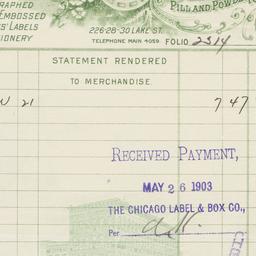 RAPHED
EMBOSSED
S' LABELS
TIONERY
PILL AND POWDER
226-28-30 LAKE ST.
TELEPHONE MAIN 4059. FOLIO 2314
STATEMENT RENDERED
TO MERCHANDISE.
21 7 47
RECEIVED PAYMENT,
MAY 26 1903
THE CHICAGO LABEL & BOX CO.,
Per